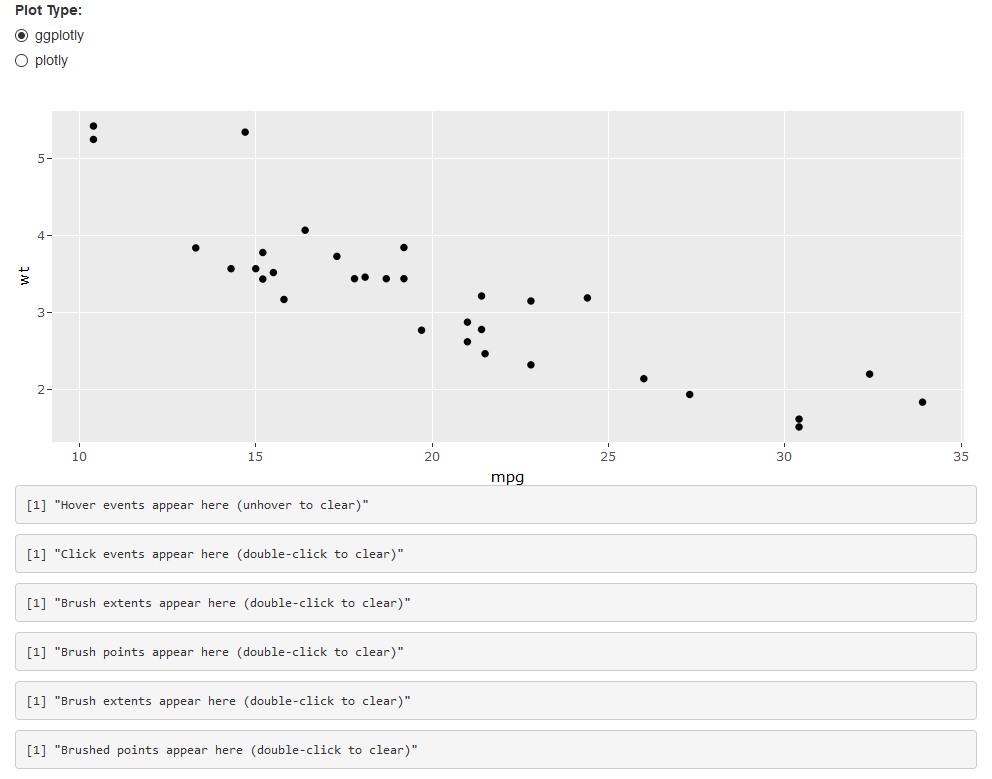 Plot Type:
ggplotly
plotly
5
4
3
2
wt
10 15 20 25 30 35
mpg
[1] "Hover events appear here (unhover to clear)"
[1] "Click events appear here (double-click to clear)"
[1] "Brush extents appear here (double-click to clear)"
[1] "Brush points appear here (double-click to clear)"
[1] "Brush extents appear here (double-click to clear)"
[1] "Brushed points appear here (double-click to clear)"